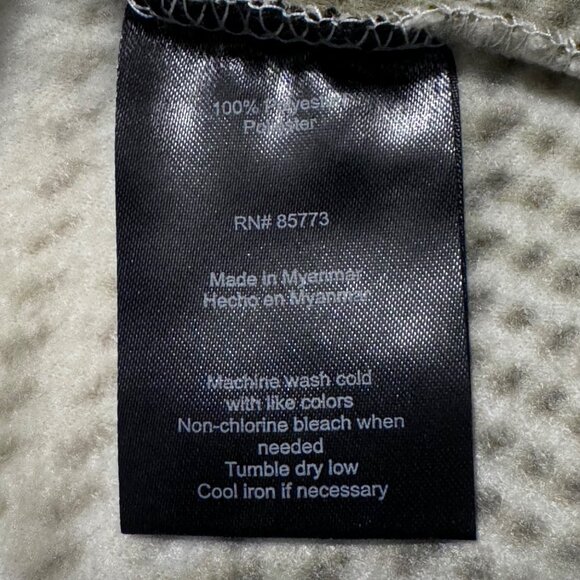 100% Polyester
Polyester
RN# 85773
Made in Myanmar
Hecho en Myanmar
Machine wash cold
with like colors
Non-chlorine bleach when
needed
Tumble dry low
Cool iron if necessary